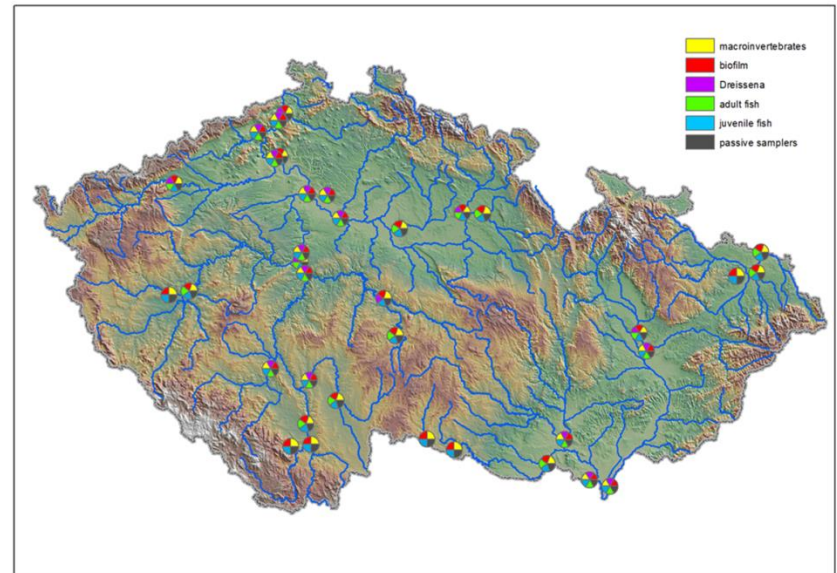 macroinvertebrates
biofilm
Dreissena
adult fish
juvenile fish
passive samplers